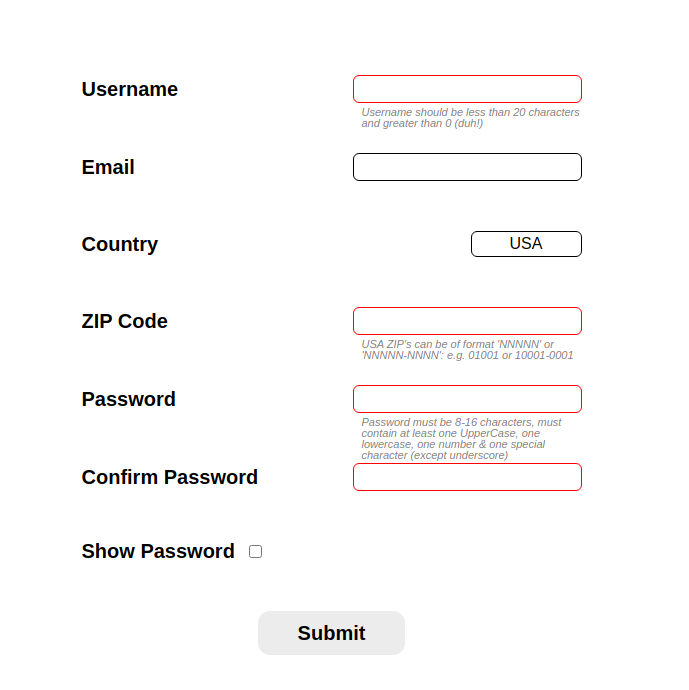 Username
Username should be less than 20 characters
and greater than 0 (duh!)
Email
Country
USA
ZIP Code
USA ZIP's can be of format 'NNNNN' or
'NNNNN-NNNN': e.g. 01001 or 10001-0001
Password
Password must be 8-16 characters, must
contain at least one UpperCase, one
lowercase, one number & one special
character (except underscore)
Confirm Password
Show Password
Submit